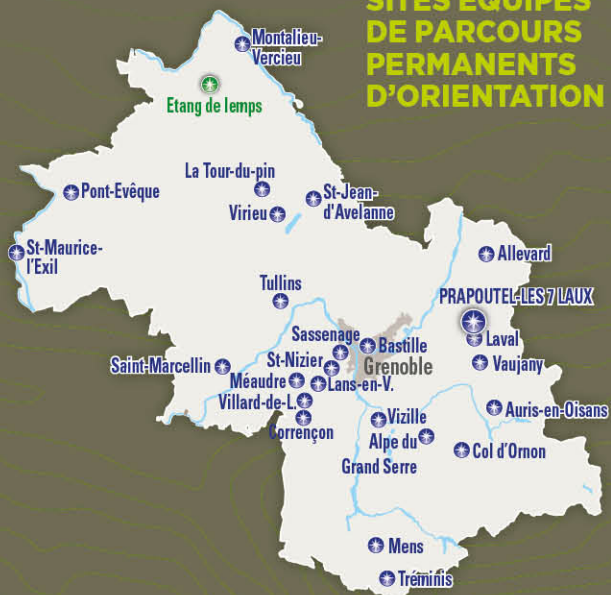 SITES ÉQUIPÉS
DE PARCOURS
PERMANENTS
D'ORIENTATION
Montalieu-
Vercieu
Etang de lemps
La Tour-du-pin
Pont-Evêque
St-Jean-
d'Avelanne
Virieu
St-Maurice-
l'Exil
Allevard
Tullins
PRAPOUTEL-LES 7 LAUX
Sassenage
Bastille
Laval
St-Nizier
Grenoble
Vaujany
Saint-Marcellin
Méaudre
Lans-en-V.
Villard-de-L.
Auris-en-Oisans
Vizille
Corrençon
Alpe du
Grand Serre
Col d'Ornon
Mens
Tréminis